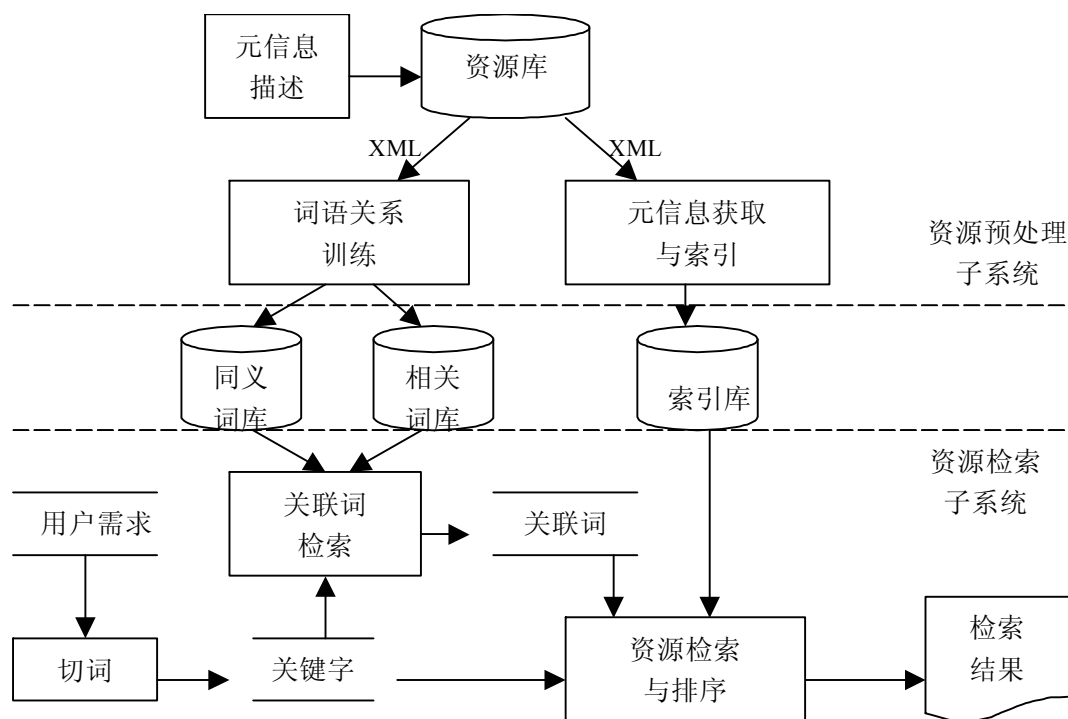 元信息
描述
资源库
XML
XML
词语关系
训练
元信息获取
与索引
资源预处理
子系统
同义
词库
相关
词库
索引库
资源检索
子系统
用户需求
关联词
检索
关联词
切词
关键字
资源检索
与排序
检索
结果